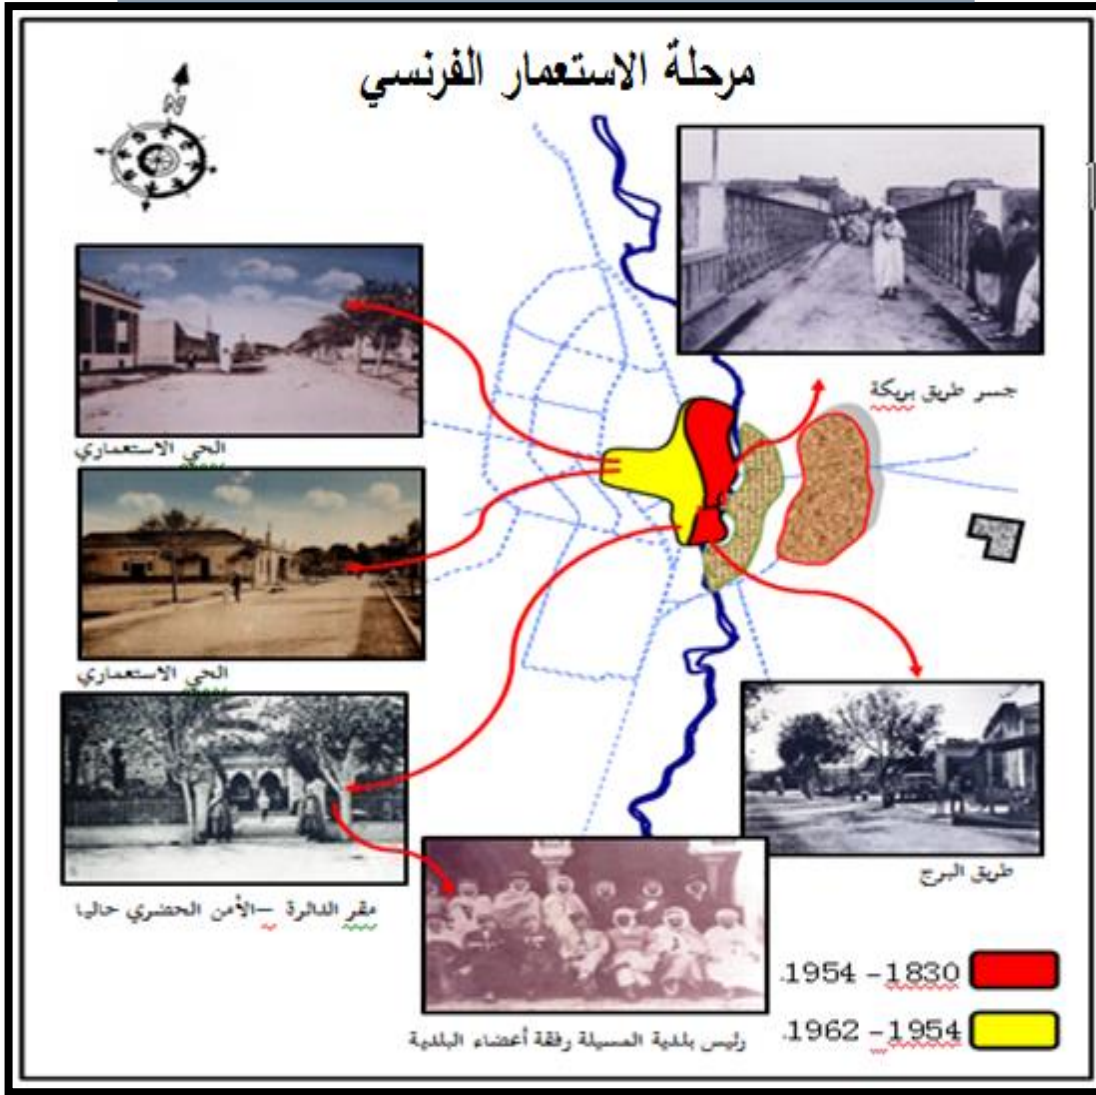 مرحلة الاستعمار الفرنسي
N
جسر طريق بريكة
الحي الاستعماري
الحي الاستعماري
طريق البرج
مقر الدائرة –الأمن الحضري حاليا
رئيس بلدية المسيلة رفقة أعضاء البلدية
1830 – 1954.
1954 – 1962.